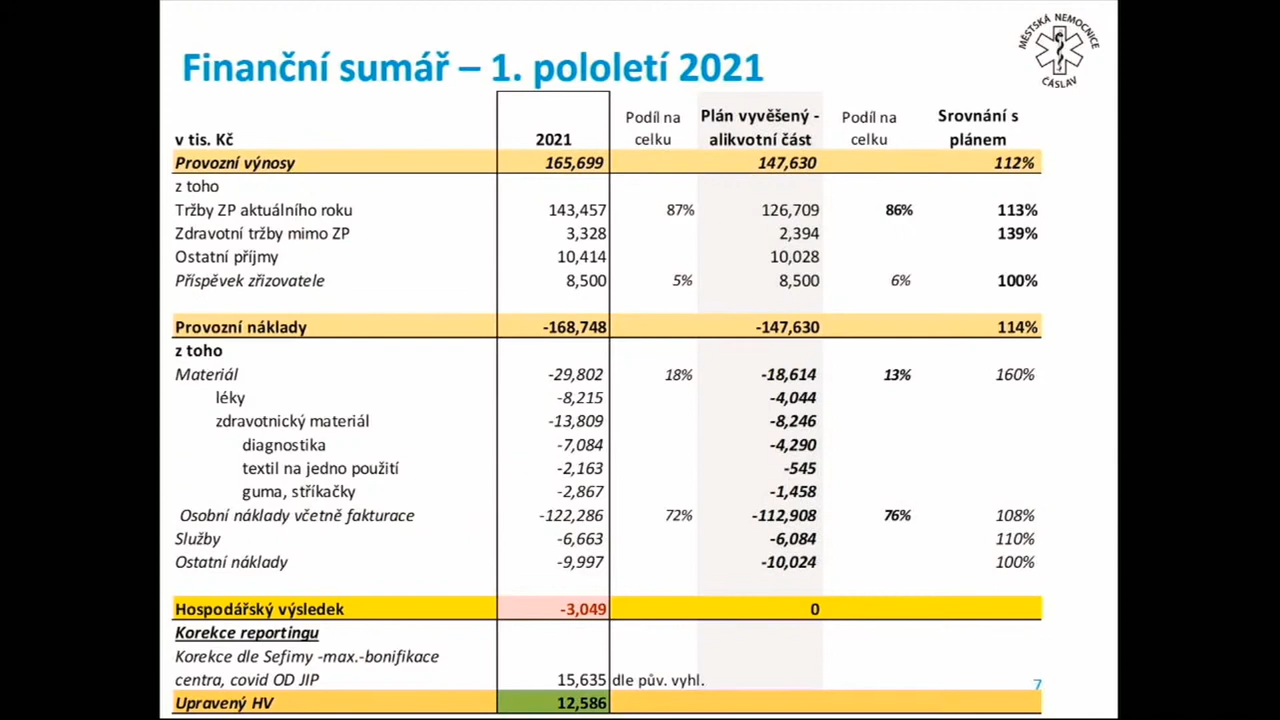 MĚSTSKÁ NEMOCNICE
ČÁSLAV
Finanční sumář – 1. pololetí 2021
v tis. Kč 2021 Podíl na celku Plán vyvěšený - alikvotní část Podíl na celku Srovnání s plánem
Provozní výnosy 165,699 147,630 112%
z toho
Tržby ZP aktuálního roku 143,457 87% 126,709 86% 113%
Zdravotní tržby mimo ZP 3,328 2,394 139%
Ostatní příjmy 10,414 10,028
Příspěvek zřizovatele 8,500 5% 8,500 6% 100%
Provozní náklady -168,748 -147,630 114%
z toho
Materiál -29,802 18% -18,614 13% 160%
léky -8,215 -4,044
zdravotnický materiál -13,809 -8,246
diagnostika -7,084 -4,290
textil na jedno použití -2,163 -545
guma, stříkačky -2,867 -1,458
Osobní náklady včetně fakturace -122,286 72% -112,908 76% 108%
Služby -6,663 -6,084 110%
Ostatní náklady -9,997 -10,024 100%
Hospodářský výsledek -3,049 0
Korekce reportingu
Korekce dle Sefimy -max.-bonifikace
centra, covid OD JIP 15,635 dle pův. vyhl.
7
Upravený HV 12,586